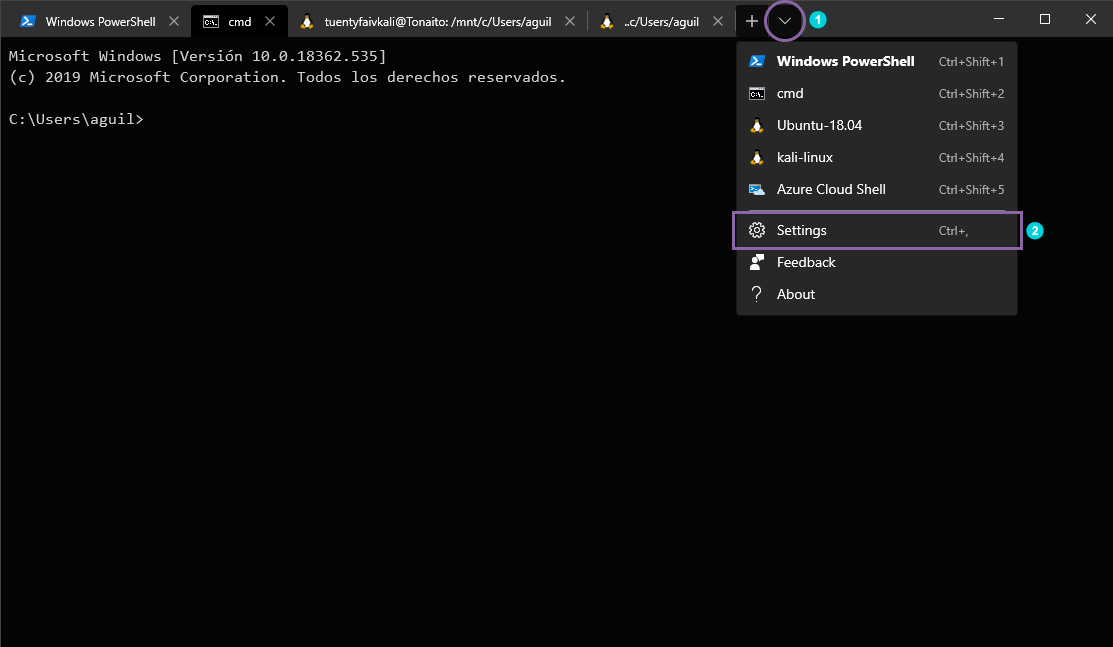 Windows PowerShell
cmd
tuentyfaivkali@Tonaito: /mnt/c/Users/aguil
..c/Users/aguil
1
Microsoft Windows [Versión 10.0.18362.535]
(c) 2019 Microsoft Corporation. Todos los derechos reservados.
C:\Users\aguil>
Windows PowerShell Ctrl+Shift+1
cmd Ctrl+Shift+2
Ubuntu-18.04 Ctrl+Shift+3
kali-linux Ctrl+Shift+4
Azure Cloud Shell Ctrl+Shift+5
Settings Ctrl+,
2
Feedback
About